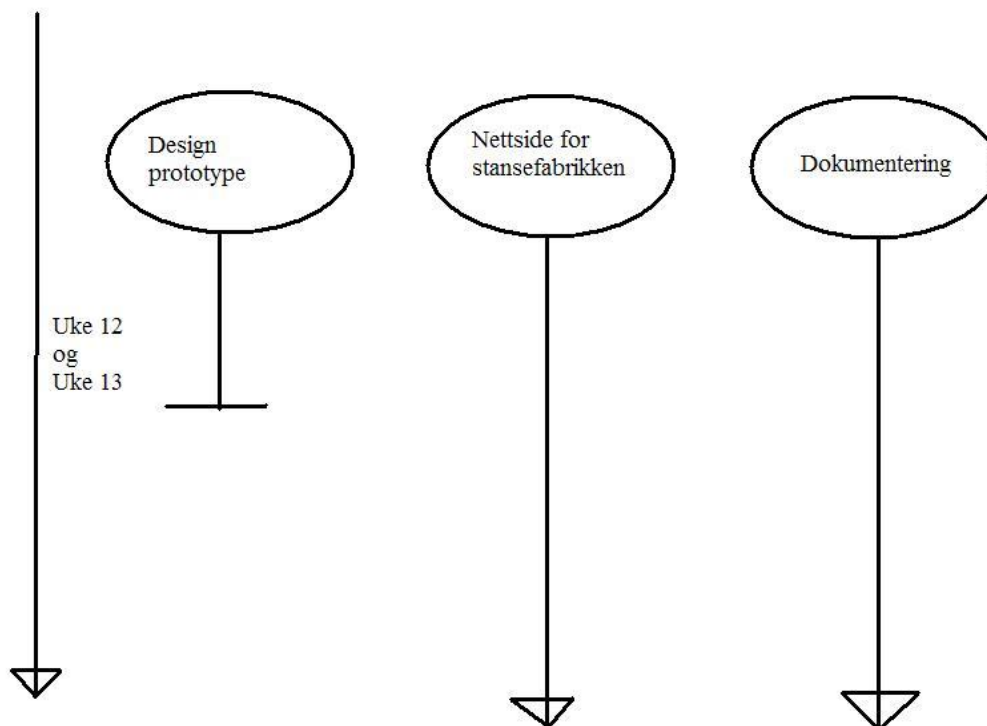 Design
prototype
Nettside for
stansefabrikken
Dokumentering
Uke 12
og
Uke 13